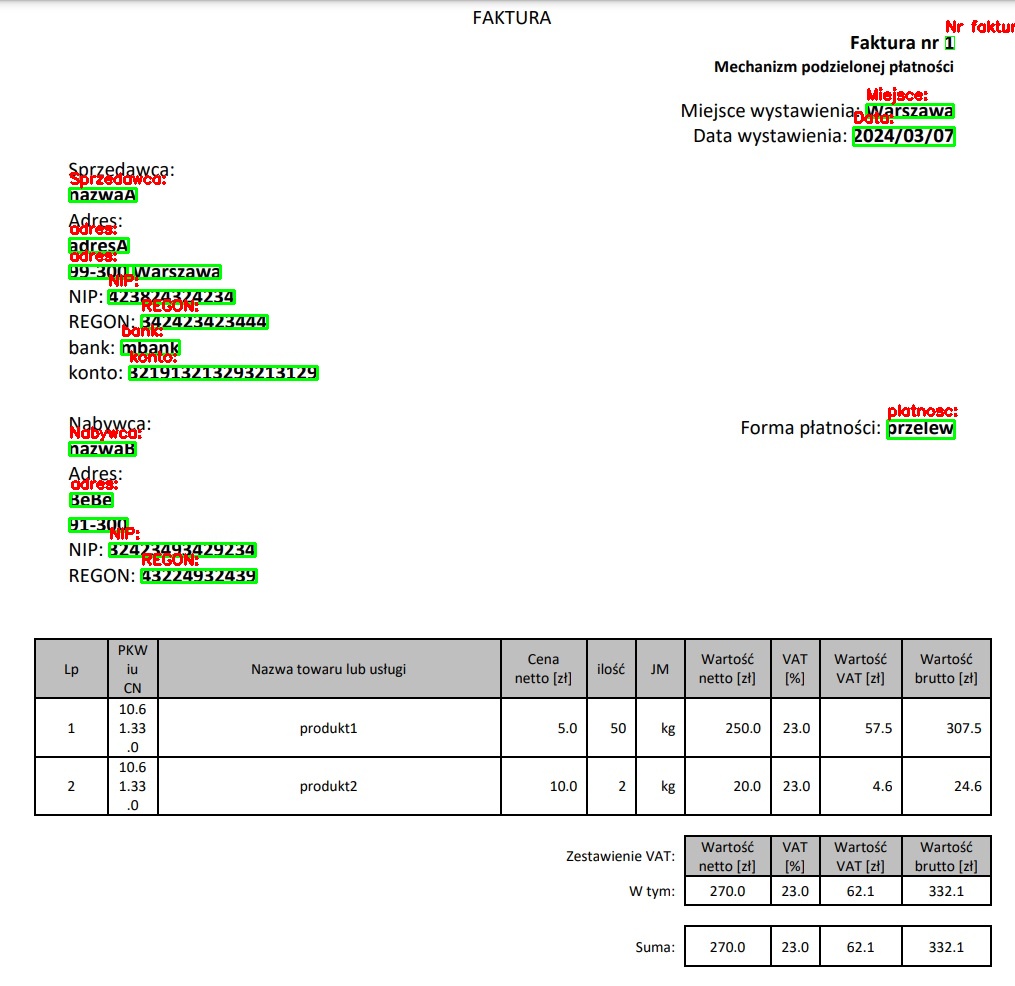 FAKTURA
Nr faktur
Faktura nr 1
Mechanizm podzielonej płatności
Miejsce:
Miejsce wystawienia: Warszawa
Data:
Data wystawienia: 2024/03/07
Sprzedawca:
Sprzedawca:
nazwaA
Adres:
adres:
adresA
adres:
99-300 Warszawa
NIP:
NIP: 423824324234
REGON:
REGON: 342423423444
bank:
bank: mbank
konto:
konto: 321913213293213129
Nabywca:
Nabywca:
nazwaB
platnosc:
Forma płatności: przelew
Adres:
adres:
BeBe
91-300
NIP:
NIP: 32423493429234
REGON:
REGON: 43224932439
Lp PKWiu CN Nazwa towaru lub usługi Cena netto [zł] ilość JM Wartość netto [zł] VAT [%] Wartość VAT [zł] Wartość brutto [zł]
1 10.61.33.0 produkt1 5.0 50 kg 250.0 23.0 57.5 307.5
2 10.61.33.0 produkt2 10.0 2 kg 20.0 23.0 4.6 24.6
Zestawienie VAT: Wartość netto [zł] VAT [%] Wartość VAT [zł] Wartość brutto [zł]
W tym: 270.0 23.0 62.1 332.1
Suma: 270.0 23.0 62.1 332.1